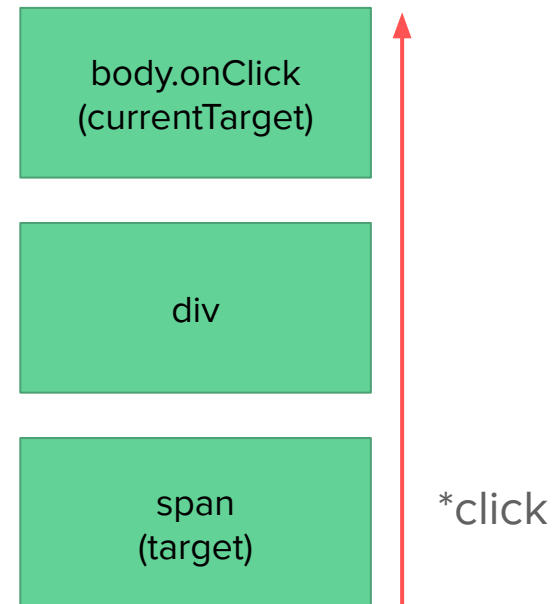 body.onClick
(currentTarget)
div
span
(target)
*click